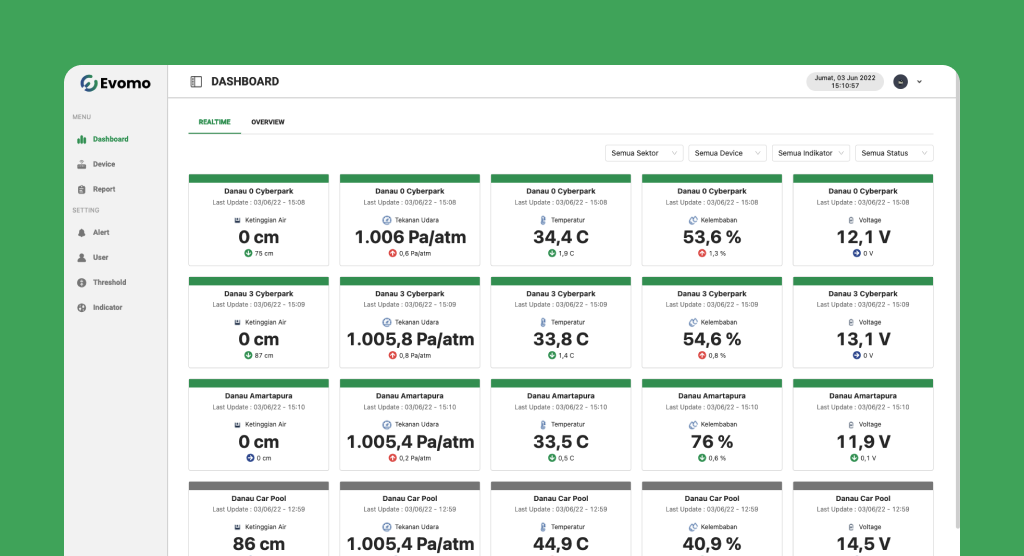 Evomo
DASHBOARD
Jumat, 03 Jun 2022
15:10:57
MENU
Dashboard
Device
Report
SETTING
Alert
User
Threshold
Indicator
REALTIME OVERVIEW
Semua Sektor Semua Device Semua Indikator Semua Status
Danau 0 Cyberpark Danau 0 Cyberpark Danau 0 Cyberpark Danau 0 Cyberpark Danau 0 Cyberpark
Last Update : 03/06/22 - 15:08 Last Update : 03/06/22 - 15:08 Last Update : 03/06/22 - 15:08 Last Update : 03/06/22 - 15:08 Last Update : 03/06/22 - 15:08
Ketinggian Air Tekanan Udara Temperatur Kelembaban Voltage
0 cm 1.006 Pa/atm 34,4 C 53,6 % 12,1 V
75 cm 0,6 Pa/atm 1,9 C 1,3 % 0 V
Danau 3 Cyberpark Danau 3 Cyberpark Danau 3 Cyberpark Danau 3 Cyberpark Danau 3 Cyberpark
Last Update : 03/06/22 - 15:09 Last Update : 03/06/22 - 15:09 Last Update : 03/06/22 - 15:09 Last Update : 03/06/22 - 15:09 Last Update : 03/06/22 - 15:09
Ketinggian Air Tekanan Udara Temperatur Kelembaban Voltage
0 cm 1.005,8 Pa/atm 33,8 C 54,6 % 13,1 V
87 cm 0,8 Pa/atm 1,4 C 0,8 % 0 V
Danau Amartapura Danau Amartapura Danau Amartapura Danau Amartapura Danau Amartapura
Last Update : 03/06/22 - 15:10 Last Update : 03/06/22 - 15:10 Last Update : 03/06/22 - 15:10 Last Update : 03/06/22 - 15:10 Last Update : 03/06/22 - 15:10
Ketinggian Air Tekanan Udara Temperatur Kelembaban Voltage
0 cm 1.005,4 Pa/atm 33,5 C 76 % 11,9 V
0 cm 0,2 Pa/atm 0,5 C 0,6 % 0,1 V
Danau Car Pool Danau Car Pool Danau Car Pool Danau Car Pool Danau Car Pool
Last Update : 03/06/22 - 12:59 Last Update : 03/06/22 - 12:59 Last Update : 03/06/22 - 12:59 Last Update : 03/06/22 - 12:59 Last Update : 03/06/22 - 12:59
Ketinggian Air Tekanan Udara Temperatur Kelembaban Voltage
86 cm 1.005,4 Pa/atm 44,9 C 40,9 % 14,5 V